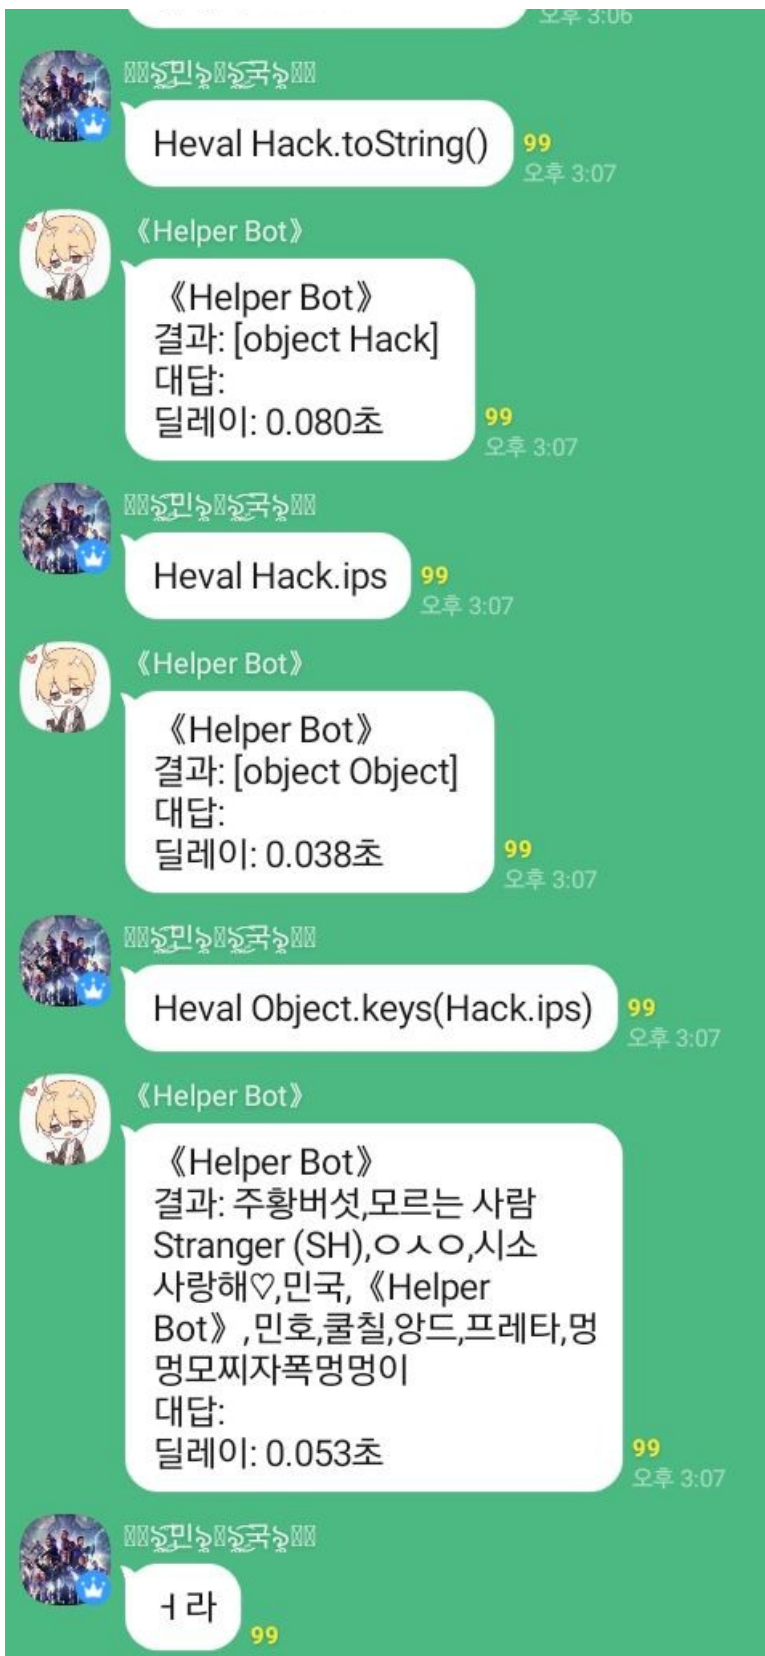 오후 3:06
민국
Heval Hack.toString()
99
오후 3:07
《Helper Bot》
《Helper Bot》
결과: [object Hack]
대답:
딜레이: 0.080초
99
오후 3:07
민국
Heval Hack.ips
99
오후 3:07
《Helper Bot》
《Helper Bot》
결과: [object Object]
대답:
딜레이: 0.038초
99
오후 3:07
민국
Heval Object.keys(Hack.ips)
99
오후 3:07
《Helper Bot》
《Helper Bot》
결과: 주황버섯,모르는 사람
Stranger (SH),ㅇㅅㅇ,시소
사랑해♡,민국,《Helper
Bot》,민호,쿨칠,앙드,프레타,멍
멍모찌자폭멍멍이
대답:
딜레이: 0.053초
99
오후 3:07
민국
ㅓ라
99